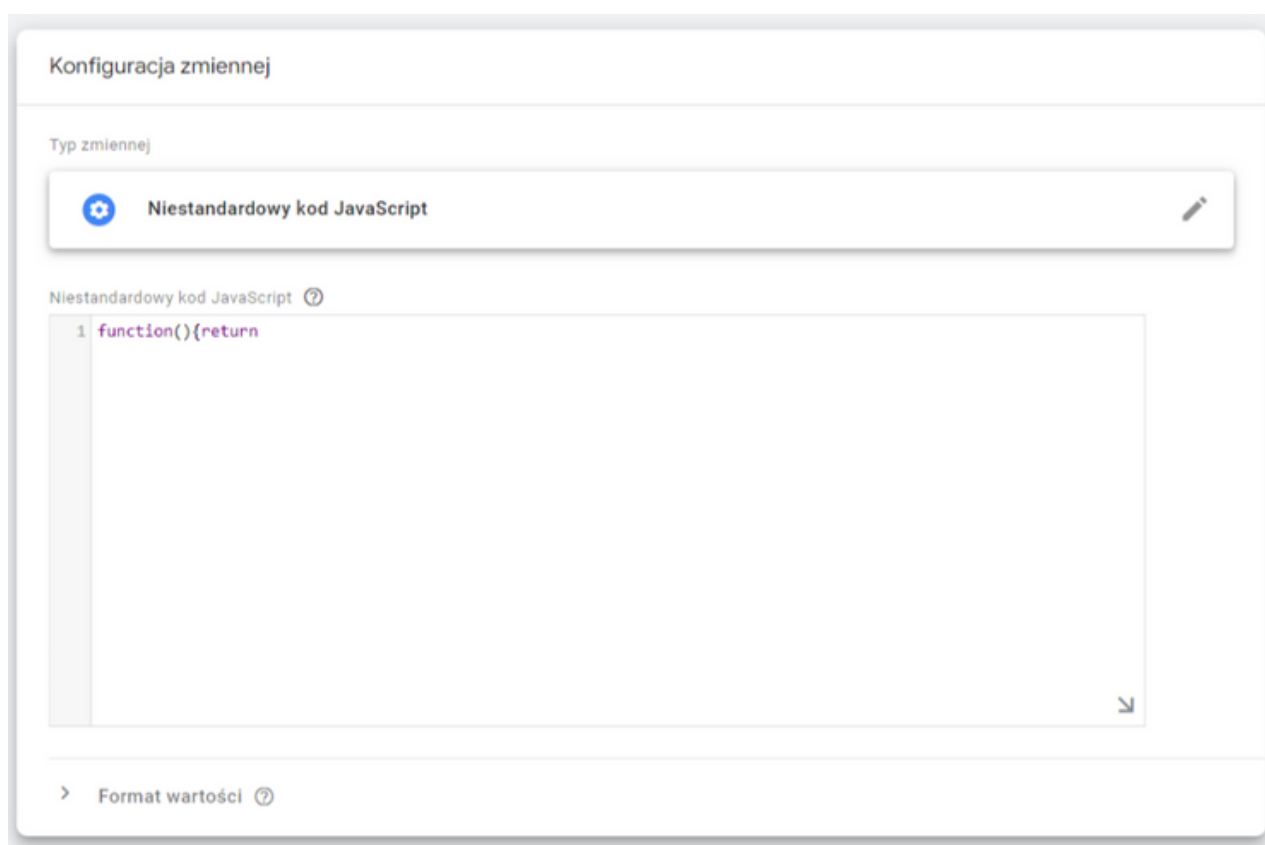 Konfiguracja zmiennej
Typ zmiennej
Niestandardowy kod JavaScript
Niestandardowy kod JavaScript
1 function(){return
Format wartości